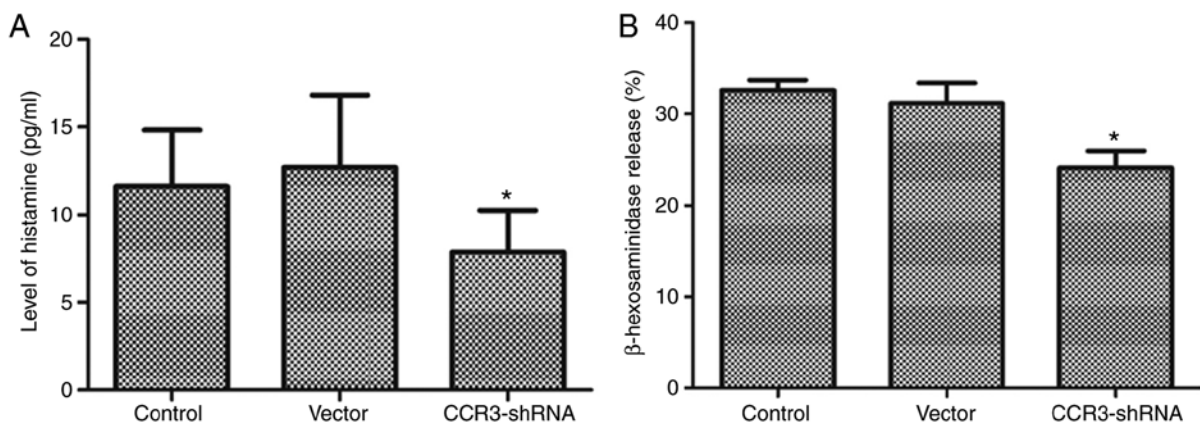 A
Level of histamine (pg/ml)
20
15
10
5
0
*
Control
Vector
CCR3-shRNA
B
β-hexosaminidase release (%)
40
30
20
10
0
*
Control
Vector
CCR3-shRNA